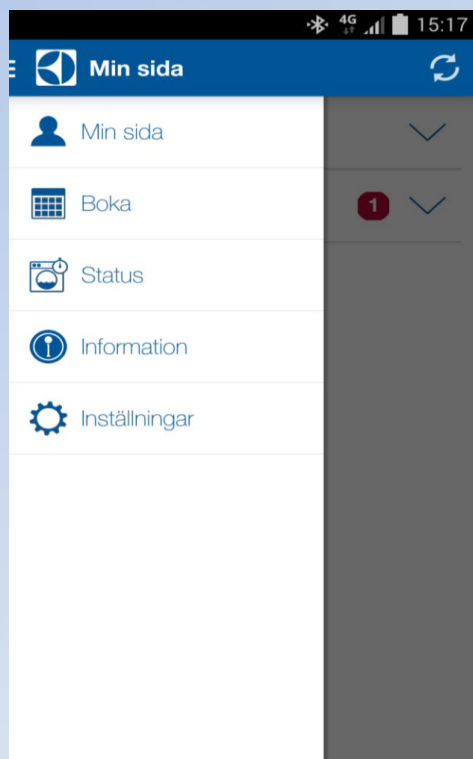 4G 15:17
Min sida
Min sida
Boka
1
Status
Information
Inställningar